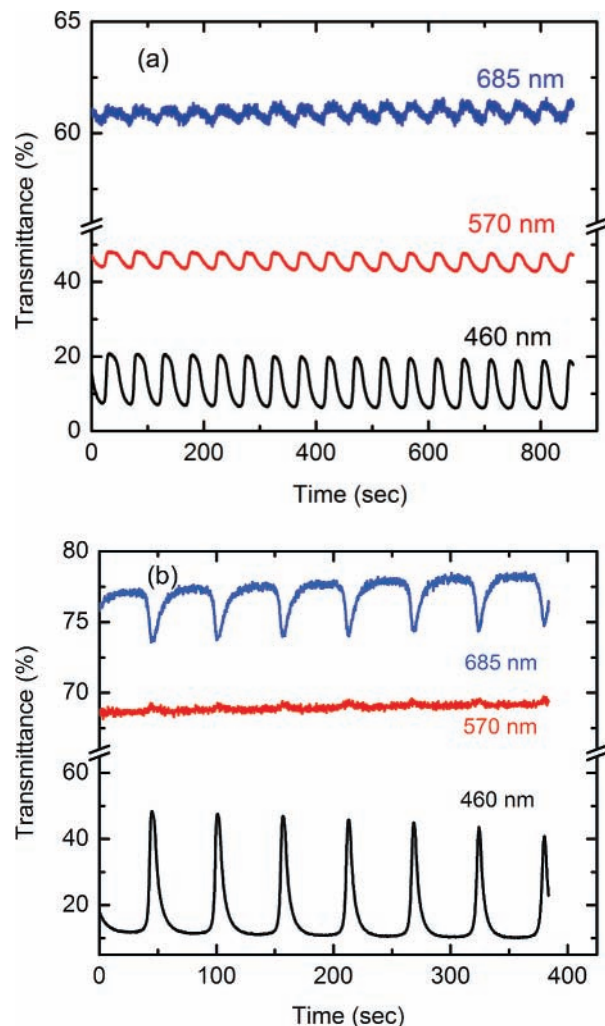 65
(a)
685 nm
60
570 nm
40
460 nm
20
0
Transmittance (%)
0 200 400 600 800
Time (sec)
80
(b)
75
685 nm
70
570 nm
60
460 nm
40
20
Transmittance (%)
0 100 200 300 400
Time (sec)